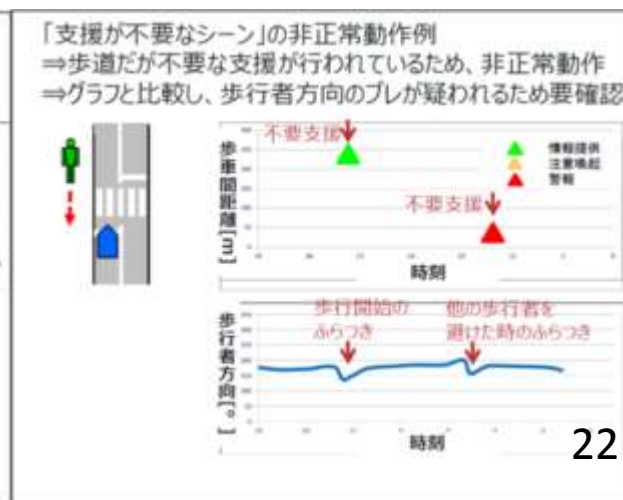 「支援が不要なシーン」の非正常動作例
⇒歩道だが不要な支援が行われているため、非正常動作
⇒グラフと比較し、歩行者方向のブレが疑われるため要確認
不要支援
情報提供
注意喚起
警報
不要支援
歩車間距離[m]
時刻
歩行開始の
ふらつき
他の歩行者を
避けた時のふらつき
歩行者方向[°]
時刻
22